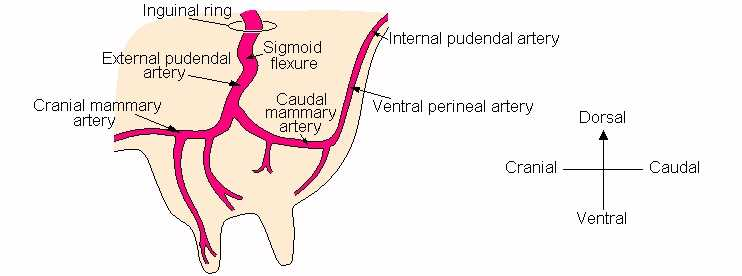 Inguinal ring
External pudendal
artery
Sigmoid
flexure
Internal pudendal artery
Cranial mammary
artery
Caudal
mammary
artery
Ventral perineal artery
Dorsal
Cranial
Caudal
Ventral